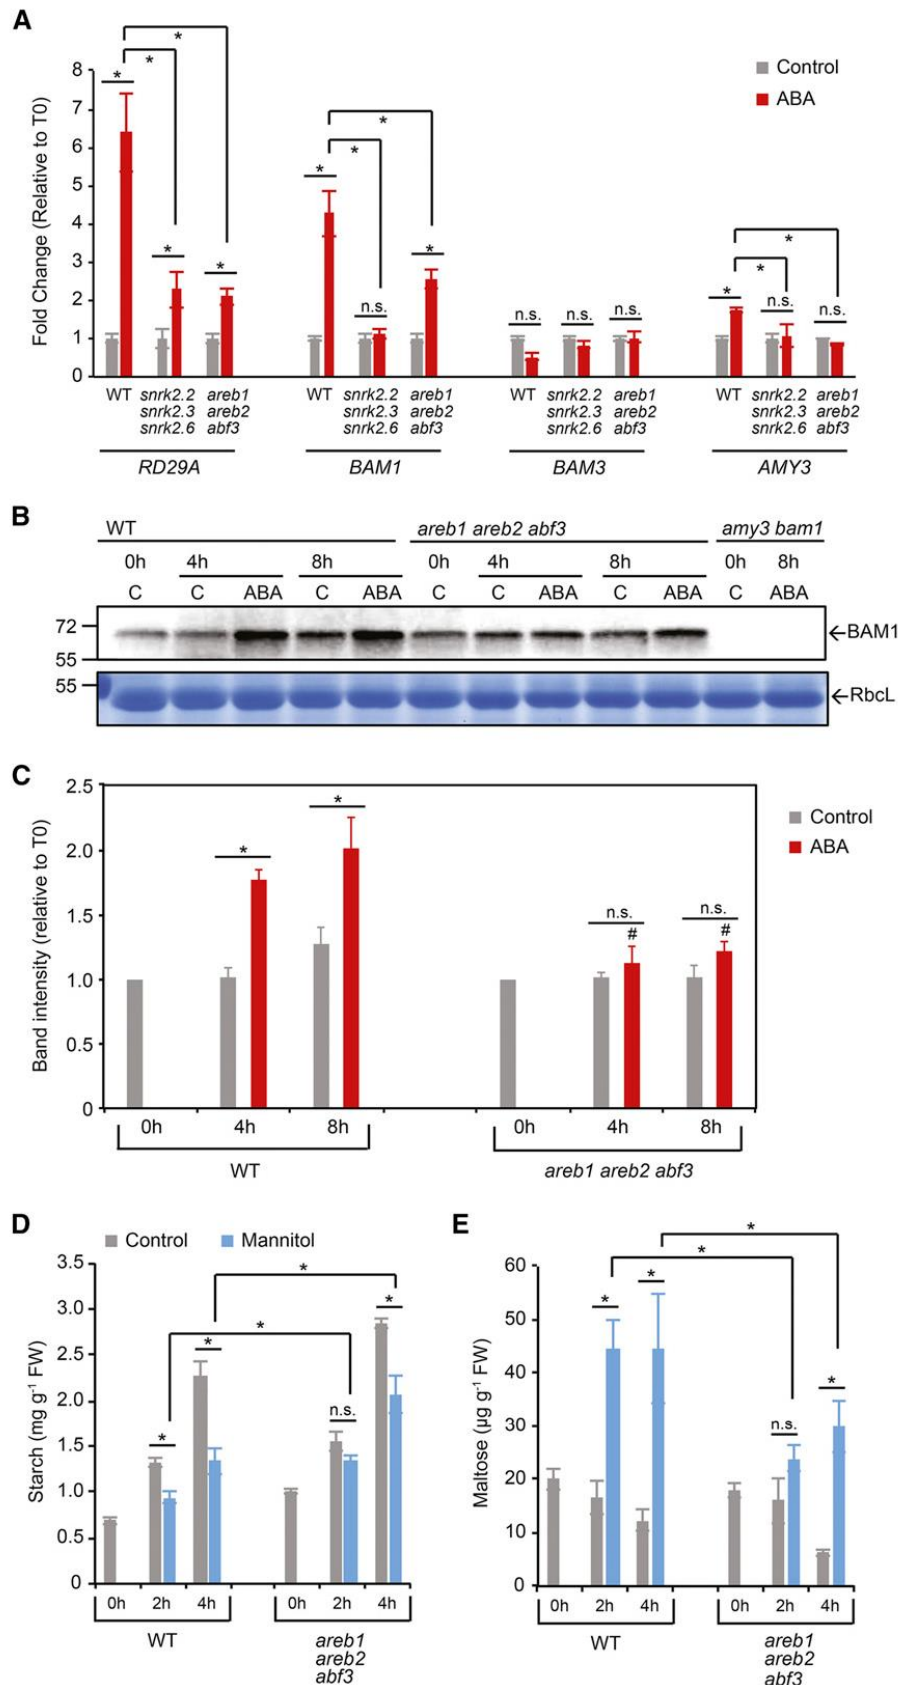 A
Control
ABA
Fold Change (Relative to T0)
8
7
6
5
4
3
2
1
0
* * *
* *
* * *
* n.s. *
n.s. n.s. n.s.
* *
* n.s. n.s.
WT snrk2.2 areb1 WT snrk2.2 areb1 WT snrk2.2 areb1 WT snrk2.2 areb1
snrk2.3 areb2 snrk2.3 areb2 snrk2.3 areb2 snrk2.3 areb2
snrk2.6 abf3 snrk2.6 abf3 snrk2.6 abf3 snrk2.6 abf3
RD29A BAM1 BAM3 AMY3
B
WT areb1 areb2 abf3 amy3 bam1
0h 4h 8h 0h 4h 8h 0h 8h
C C ABA C ABA C C ABA C ABA C ABA
72
55
←BAM1
55
←RbcL
C
Control
ABA
Band intensity (relative to T0)
2.5
2.0
1.5
1.0
0.5
0
* *
n.s. n.s.
# #
0h 4h 8h 0h 4h 8h
WT areb1 areb2 abf3
D
Control Mannitol
Starch (mg g-1 FW)
3.5
3.0
2.5
2.0
1.5
1.0
0.5
0
*
*
* * n.s. *
0h 2h 4h 0h 2h 4h
WT areb1
areb2
abf3
E
Maltose (µg g-1 FW)
60
50
40
30
20
10
0
*
*
* * n.s. *
0h 2h 4h 0h 2h 4h
WT areb1
areb2
abf3